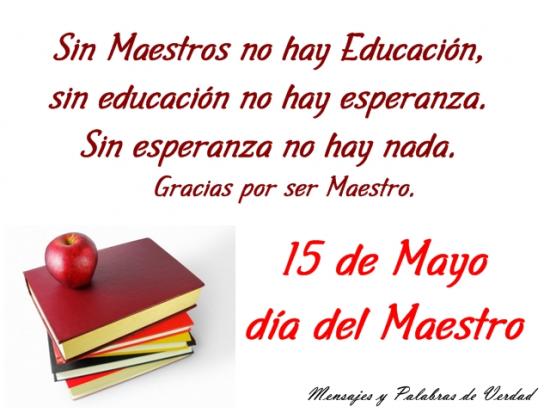 Sin Maestros no hay Educación,
sin educación no hay esperanza.
Sin esperanza no hay nada.
Gracias por ser Maestro.
15 de Mayo
día del Maestro
Mensajes y Palabras de Verdad